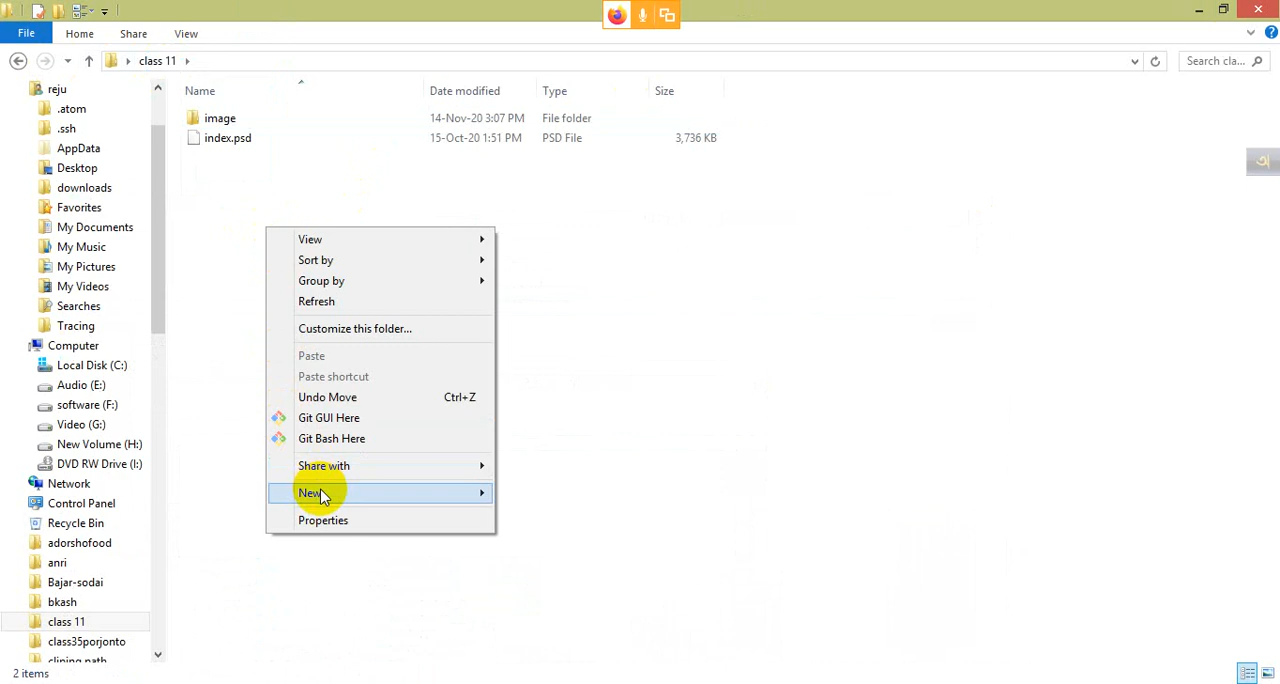 File
Home
Share
View
class 11
Search cla...
Name
Date modified
Type
Size
image
14-Nov-20 3:07 PM
File folder
index.psd
15-Oct-20 1:51 PM
PSD File
3,736 KB
reju
.atom
.ssh
AppData
Desktop
downloads
Favorites
My Documents
My Music
My Pictures
My Videos
Searches
Tracing
Computer
Local Disk (C:)
Audio (E:)
software (F:)
Video (G:)
New Volume (H:)
DVD RW Drive (I:)
Network
Control Panel
Recycle Bin
adorshofood
anri
Bajar-sodai
bkash
class 11
class35porjonto
clining path
View
Sort by
Group by
Refresh
Customize this folder...
Paste
Paste shortcut
Undo Move Ctrl+Z
Git GUI Here
Git Bash Here
Share with
New
Properties
অ
2 items